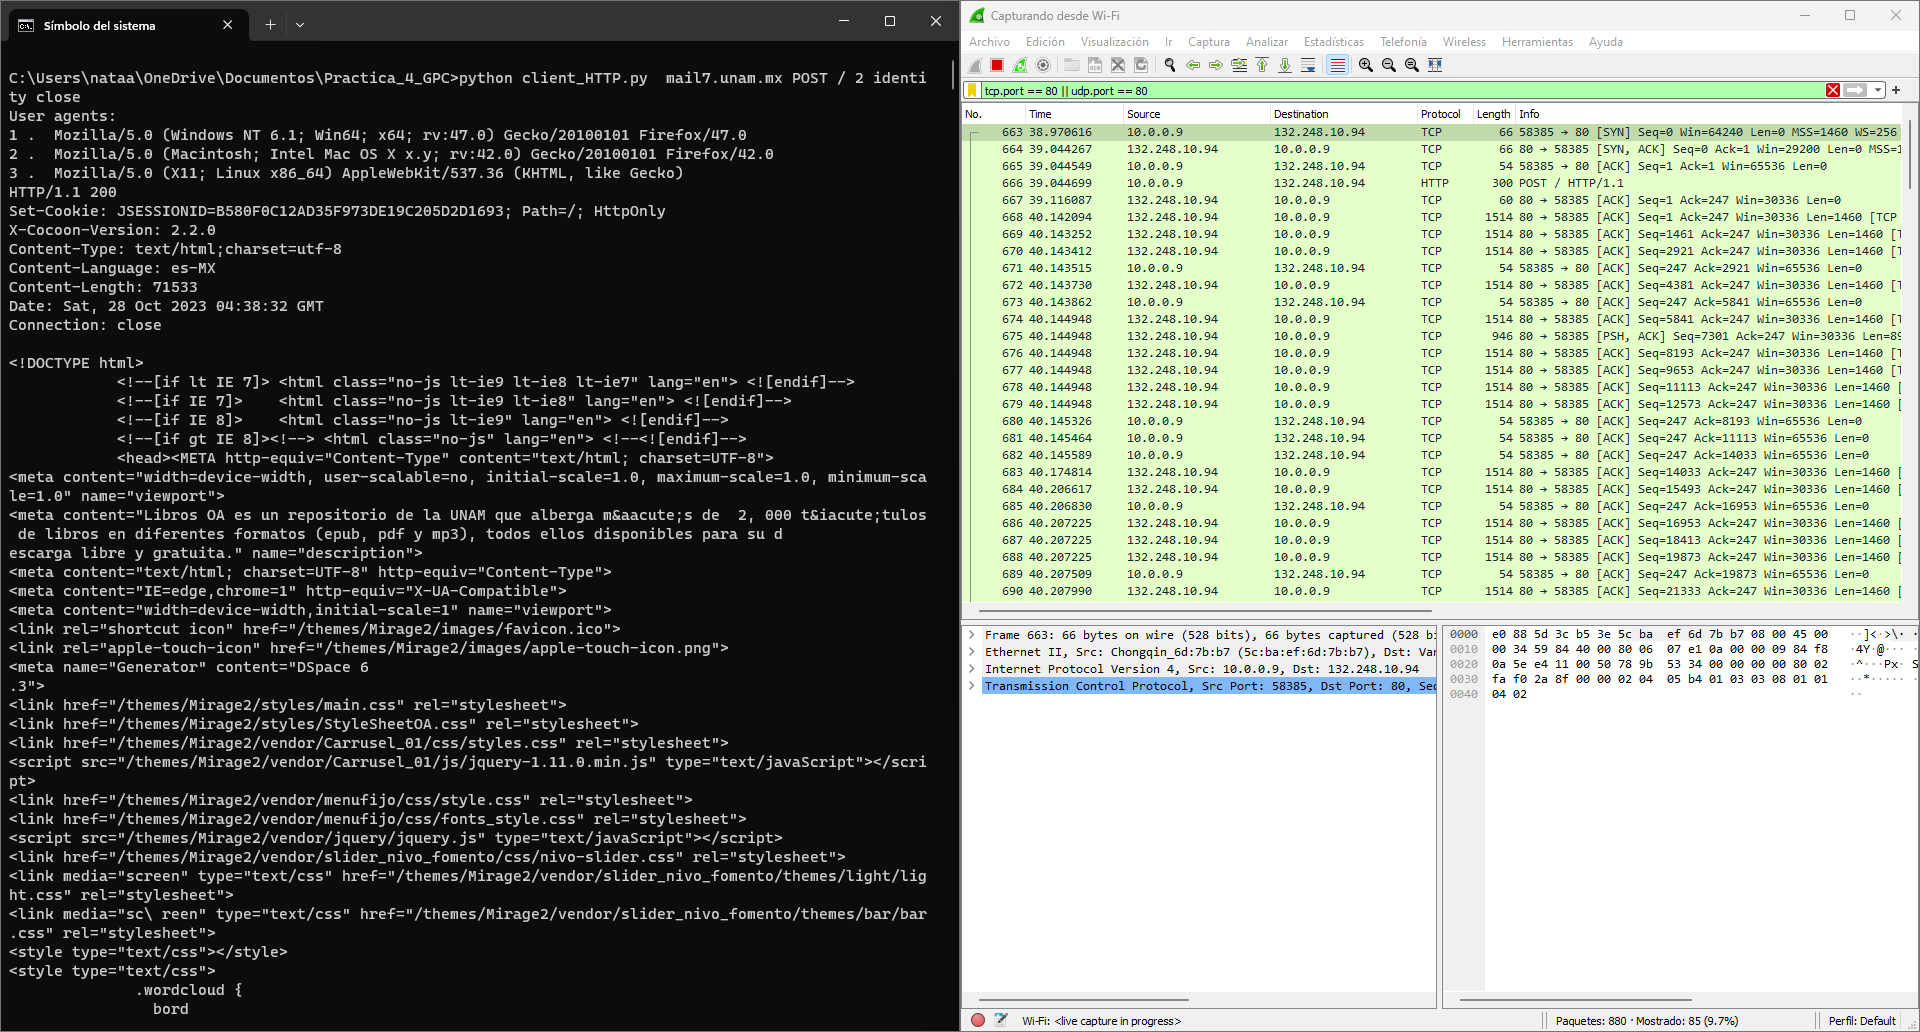 Símbolo del sistema
C:\Users\nataa\OneDrive\Documentos\Practica_4_GPC>python client_HTTP.py  mail7.unam.mx POST / 2 identi
ty close
User agents:
1 .  Mozilla/5.0 (Windows NT 6.1; Win64; x64; rv:47.0) Gecko/20100101 Firefox/47.0
2 .  Mozilla/5.0 (Macintosh; Intel Mac OS X x.y; rv:42.0) Gecko/20100101 Firefox/42.0
3 .  Mozilla/5.0 (X11; Linux x86_64) AppleWebKit/537.36 (KHTML, like Gecko)
HTTP/1.1 200
Set-Cookie: JSESSIONID=B580F0C12AD35F973DE19C205D2D1693; Path=/; HttpOnly
X-Cocoon-Version: 2.2.0
Content-Type: text/html;charset=utf-8
Content-Language: es-MX
Content-Length: 71533
Date: Sat, 28 Oct 2023 04:38:32 GMT
Connection: close
<!DOCTYPE html>
<!--[if lt IE 7]> <html class="no-js lt-ie9 lt-ie8 lt-ie7" lang="en"> <![endif]-->
<!--[if IE 7]>    <html class="no-js lt-ie9 lt-ie8" lang="en"> <![endif]-->
<!--[if IE 8]>    <html class="no-js lt-ie9" lang="en"> <![endif]-->
<!--[if gt IE 8]><!--> <html class="no-js" lang="en"> <!--<![endif]-->
<head><META http-equiv="Content-Type" content="text/html; charset=UTF-8">
<meta content="width=device-width, user-scalable=no, initial-scale=1.0, maximum-scale=1.0, minimum-sca
le=1.0" name="viewport">
<meta content="Libros OA es un repositorio de la UNAM que alberga m&aacute;s de  2, 000 t&iacute;tulos
 de libros en diferentes formatos (epub, pdf y mp3), todos ellos disponibles para su d
escarga libre y gratuita." name="description">
<meta content="text/html; charset=UTF-8" http-equiv="Content-Type">
<meta content="IE=edge,chrome=1" http-equiv="X-UA-Compatible">
<meta content="width=device-width,initial-scale=1" name="viewport">
<link rel="shortcut icon" href="/themes/Mirage2/images/favicon.ico">
<link rel="apple-touch-icon" href="/themes/Mirage2/images/apple-touch-icon.png">
<meta name="Generator" content="DSpace 6
.3">
<link href="/themes/Mirage2/styles/main.css" rel="stylesheet">
<link href="/themes/Mirage2/styles/StyleSheetOA.css" rel="stylesheet">
<link href="/themes/Mirage2/vendor/Carrusel_01/css/styles.css" rel="stylesheet">
<script src="/themes/Mirage2/vendor/Carrusel_01/js/jquery-1.11.0.min.js" type="text/javaScript"></scri
pt>
<link href="/themes/Mirage2/vendor/menufijo/css/style.css" rel="stylesheet">
<link href="/themes/Mirage2/vendor/menufijo/css/fonts_style.css" rel="stylesheet">
<script src="/themes/Mirage2/vendor/jquery/jquery.js" type="text/javaScript"></script>
<link href="/themes/Mirage2/vendor/slider_nivo_fomento/css/nivo-slider.css" rel="stylesheet">
<link media="screen" type="text/css" href="/themes/Mirage2/vendor/slider_nivo_fomento/themes/light/lig
ht.css" rel="stylesheet">
<link media="sc\ reen" type="text/css" href="/themes/Mirage2/vendor/slider_nivo_fomento/themes/bar/bar
.css" rel="stylesheet">
<style type="text/css"></style>
<style type="text/css">
.wordcloud {
bord
Capturando desde Wi-Fi
Archivo Edición Visualización Ir Captura Analizar Estadísticas Telefonía Wireless Herramientas Ayuda
tcp.port == 80 || udp.port == 80
No. Time Source Destination Protocol Length Info
663 38.970616 10.0.0.9 132.248.10.94 TCP 66 58385 → 80 [SYN] Seq=0 Win=64240 Len=0 MSS=1460 WS=256
664 39.044267 132.248.10.94 10.0.0.9 TCP 66 80 → 58385 [SYN, ACK] Seq=0 Ack=1 Win=29200 Len=0 MSS=1
665 39.044549 10.0.0.9 132.248.10.94 TCP 54 58385 → 80 [ACK] Seq=1 Ack=1 Win=65536 Len=0
666 39.044699 10.0.0.9 132.248.10.94 HTTP 300 POST / HTTP/1.1
667 39.116087 132.248.10.94 10.0.0.9 TCP 60 80 → 58385 [ACK] Seq=1 Ack=247 Win=30336 Len=0
668 40.142094 132.248.10.94 10.0.0.9 TCP 1514 80 → 58385 [ACK] Seq=1 Ack=247 Win=30336 Len=1460 [TCP
669 40.143252 132.248.10.94 10.0.0.9 TCP 1514 80 → 58385 [ACK] Seq=1461 Ack=247 Win=30336 Len=1460 [T
670 40.143412 132.248.10.94 10.0.0.9 TCP 1514 80 → 58385 [ACK] Seq=2921 Ack=247 Win=30336 Len=1460 [T
671 40.143515 10.0.0.9 132.248.10.94 TCP 54 58385 → 80 [ACK] Seq=247 Ack=2921 Win=65536 Len=0
672 40.143730 132.248.10.94 10.0.0.9 TCP 1514 80 → 58385 [ACK] Seq=4381 Ack=247 Win=30336 Len=1460 [T
673 40.143862 10.0.0.9 132.248.10.94 TCP 54 58385 → 80 [ACK] Seq=247 Ack=5841 Win=65536 Len=0
674 40.144948 132.248.10.94 10.0.0.9 TCP 1514 80 → 58385 [ACK] Seq=5841 Ack=247 Win=30336 Len=1460 [T
675 40.144948 132.248.10.94 10.0.0.9 TCP 946 80 → 58385 [PSH, ACK] Seq=7301 Ack=247 Win=30336 Len=89
676 40.144948 132.248.10.94 10.0.0.9 TCP 1514 80 → 58385 [ACK] Seq=8193 Ack=247 Win=30336 Len=1460 [T
677 40.144948 132.248.10.94 10.0.0.9 TCP 1514 80 → 58385 [ACK] Seq=9653 Ack=247 Win=30336 Len=1460 [T
678 40.144948 132.248.10.94 10.0.0.9 TCP 1514 80 → 58385 [ACK] Seq=11113 Ack=247 Win=30336 Len=1460 [
679 40.144948 132.248.10.94 10.0.0.9 TCP 1514 80 → 58385 [ACK] Seq=12573 Ack=247 Win=30336 Len=1460 [
680 40.145326 10.0.0.9 132.248.10.94 TCP 54 58385 → 80 [ACK] Seq=247 Ack=8193 Win=65536 Len=0
681 40.145464 10.0.0.9 132.248.10.94 TCP 54 58385 → 80 [ACK] Seq=247 Ack=11113 Win=65536 Len=0
682 40.145589 10.0.0.9 132.248.10.94 TCP 54 58385 → 80 [ACK] Seq=247 Ack=14033 Win=65536 Len=0
683 40.174814 132.248.10.94 10.0.0.9 TCP 1514 80 → 58385 [ACK] Seq=14033 Ack=247 Win=30336 Len=1460 [
684 40.206617 132.248.10.94 10.0.0.9 TCP 1514 80 → 58385 [ACK] Seq=15493 Ack=247 Win=30336 Len=1460 [
685 40.206830 10.0.0.9 132.248.10.94 TCP 54 58385 → 80 [ACK] Seq=247 Ack=16953 Win=65536 Len=0
686 40.207225 132.248.10.94 10.0.0.9 TCP 1514 80 → 58385 [ACK] Seq=16953 Ack=247 Win=30336 Len=1460 [
687 40.207225 132.248.10.94 10.0.0.9 TCP 1514 80 → 58385 [ACK] Seq=18413 Ack=247 Win=30336 Len=1460 [
688 40.207225 132.248.10.94 10.0.0.9 TCP 1514 80 → 58385 [ACK] Seq=19873 Ack=247 Win=30336 Len=1460 [
689 40.207509 10.0.0.9 132.248.10.94 TCP 54 58385 → 80 [ACK] Seq=247 Ack=19873 Win=65536 Len=0
690 40.207990 132.248.10.94 10.0.0.9 TCP 1514 80 → 58385 [ACK] Seq=21333 Ack=247 Win=30336 Len=1460 [
Frame 663: 66 bytes on wire (528 bits), 66 bytes captured (528 bi
Ethernet II, Src: Chongqin_6d:7b:b7 (5c:ba:ef:6d:7b:b7), Dst: Van
Internet Protocol Version 4, Src: 10.0.0.9, Dst: 132.248.10.94
Transmission Control Protocol, Src Port: 58385, Dst Port: 80, Sec
0000 e0 88 5d 3c b5 3e 5c ba ef 6d 7b b7 08 00 45 00 ··]<·>\· ·
0010 00 34 59 84 40 00 80 06 07 e1 0a 00 00 09 84 f8 ·4Y·@··· ·
0020 0a 5e e4 11 00 50 78 9b 53 34 00 00 00 00 80 02 ·^···Px· S
0030 fa f0 2a 8f 00 00 02 04 05 b4 01 03 03 08 01 01 ··*····· ·
0040 04 02 ··
Wi-Fi: <live capture in progress>
Paquetes: 880 · Mostrado: 85 (9.7%)
Perfil: Default